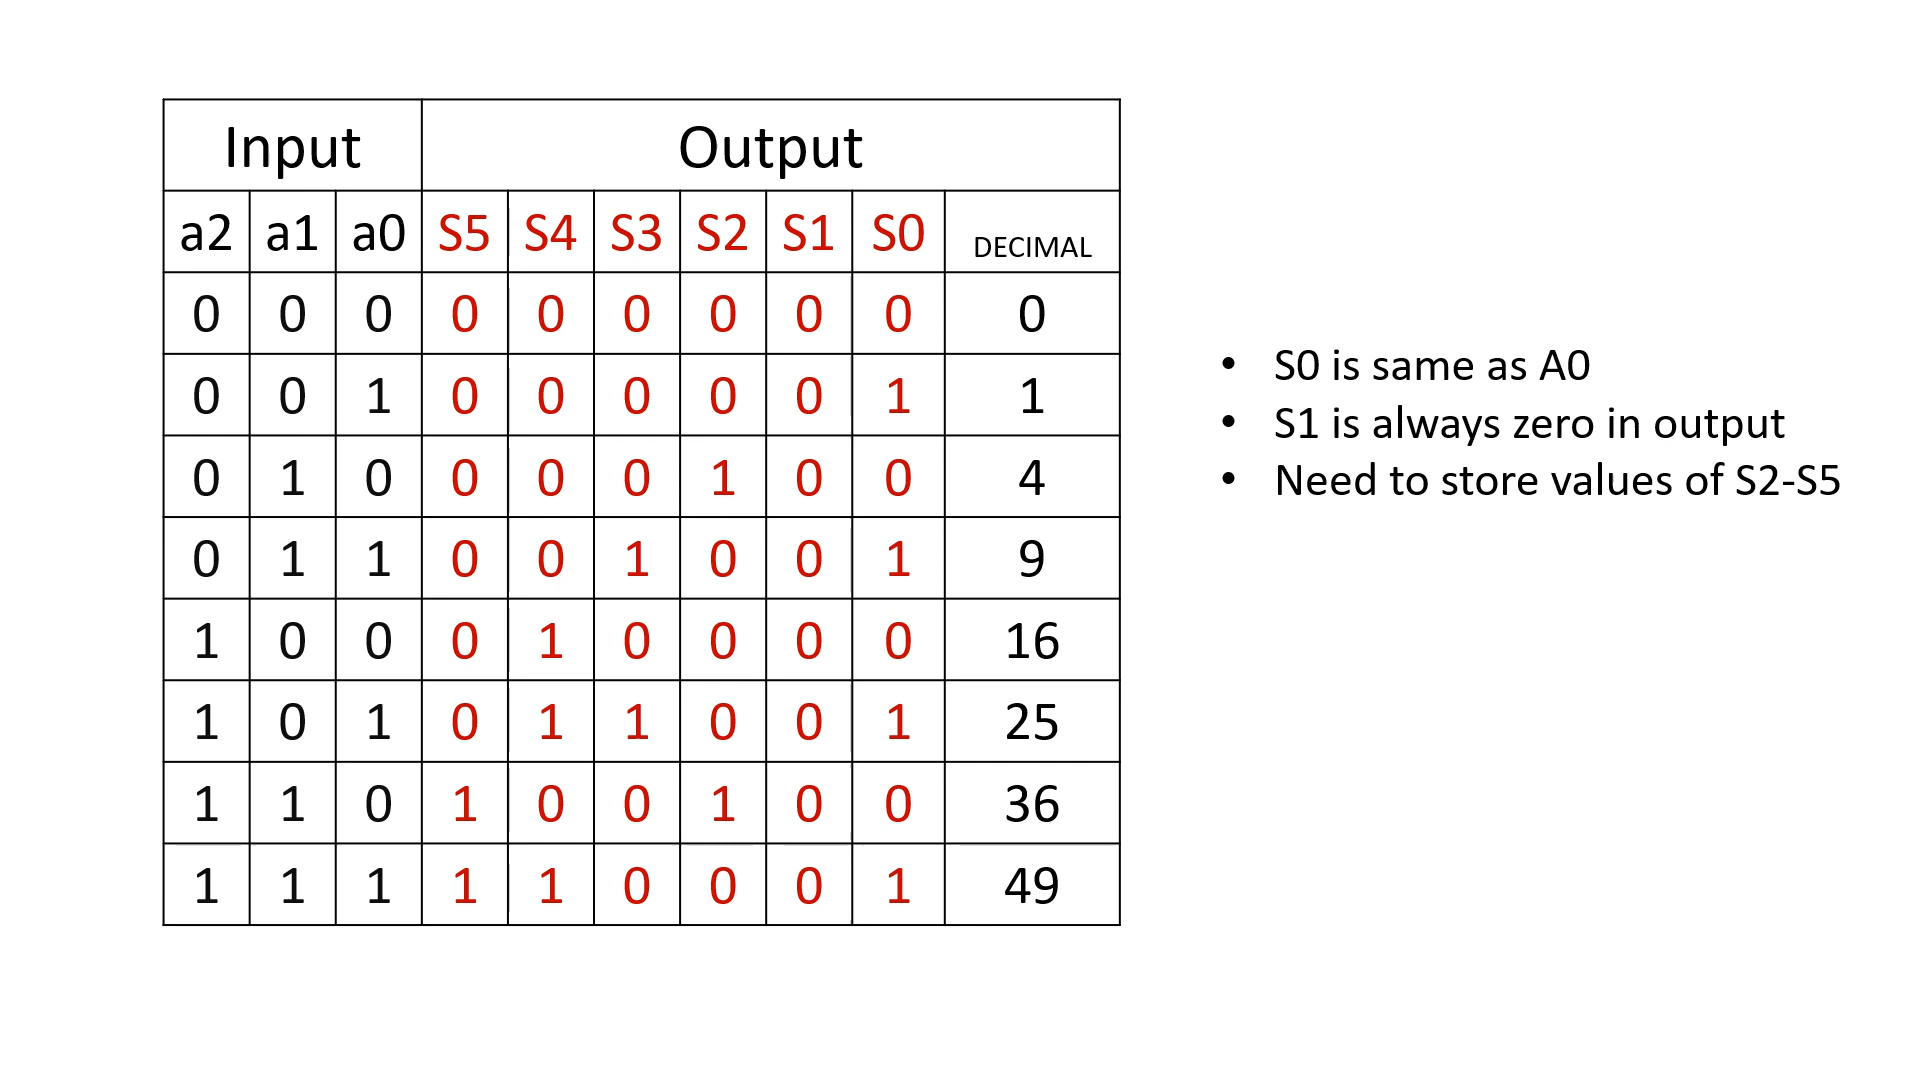 Input Output
a2 a1 a0 S5 S4 S3 S2 S1 S0 DECIMAL
0 0 0 0 0 0 0 0 0 0
0 0 1 0 0 0 0 0 1 1
0 1 0 0 0 0 1 0 0 4
0 1 1 0 0 1 0 0 1 9
1 0 0 0 1 0 0 0 0 16
1 0 1 0 1 1 0 0 1 25
1 1 0 1 0 0 1 0 0 36
1 1 1 1 1 0 0 0 1 49
• S0 is same as A0
• S1 is always zero in output
• Need to store values of S2-S5